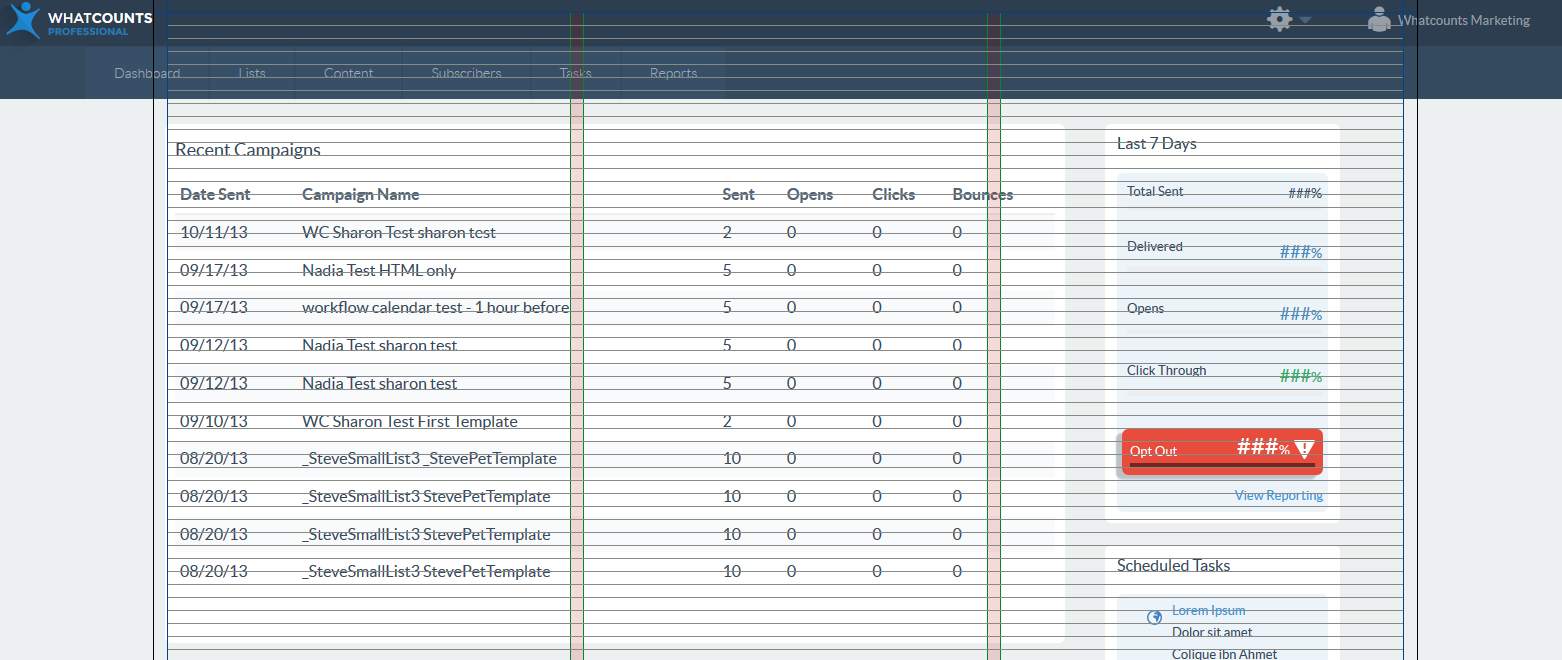 WHATCOUNTS
PROFESSIONAL
Whatcounts Marketing
Dashboard Lists Content Subscribers Tasks Reports
Recent Campaigns
Date Sent Campaign Name Sent Opens Clicks Bounces
10/11/13 WC Sharon Test sharon test 2 0 0 0
09/17/13 Nadia Test HTML only 5 0 0 0
09/17/13 workflow calendar test - 1 hour before 5 0 0 0
09/12/13 Nadia Test sharon test 5 0 0 0
09/12/13 Nadia Test sharon test 5 0 0 0
09/10/13 WC Sharon Test First Template 2 0 0 0
08/20/13 _SteveSmallList3 _StevePetTemplate 10 0 0 0
08/20/13 _SteveSmallList3 StevePetTemplate 10 0 0 0
08/20/13 _SteveSmallList3 StevePetTemplate 10 0 0 0
08/20/13 _SteveSmallList3 StevePetTemplate 10 0 0 0
Last 7 Days
Total Sent ###%
Delivered ###%
Opens ###%
Click Through ###%
Opt Out ###%
View Reporting
Scheduled Tasks
Lorem Ipsum
Dolor sit amet
Colique ibn Ahmet